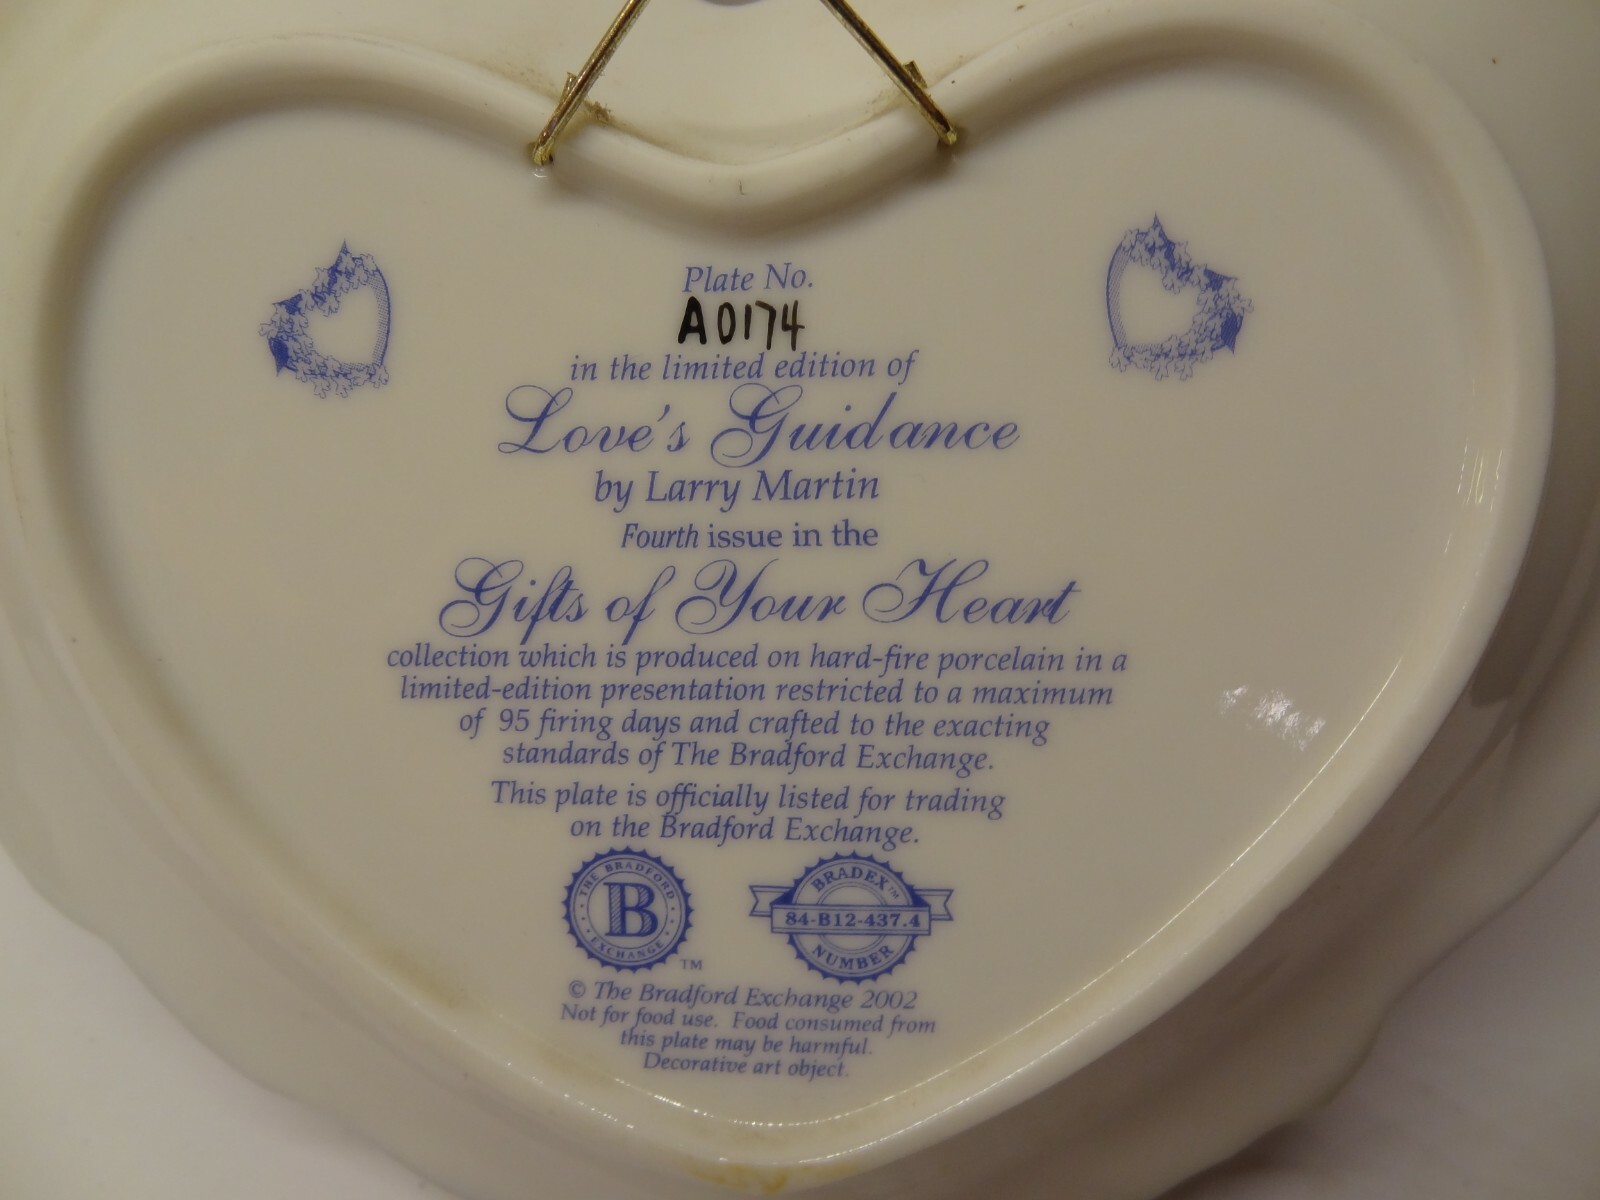 Plate No.
A0174
in the limited edition of
Love's Guidance
by Larry Martin
Fourth issue in the
Gifts of Your Heart
collection which is produced on hard-fire porcelain in a
limited-edition presentation restricted to a maximum
of 95 firing days and crafted to the exacting
standards of The Bradford Exchange.
This plate is officially listed for trading
on the Bradford Exchange.
THE BRADFORD
B
EXCHANGE
TM
BRADEX™
84-B12-437.4
NUMBER
© The Bradford Exchange 2002
Not for food use. Food consumed from
this plate may be harmful.
Decorative art object.